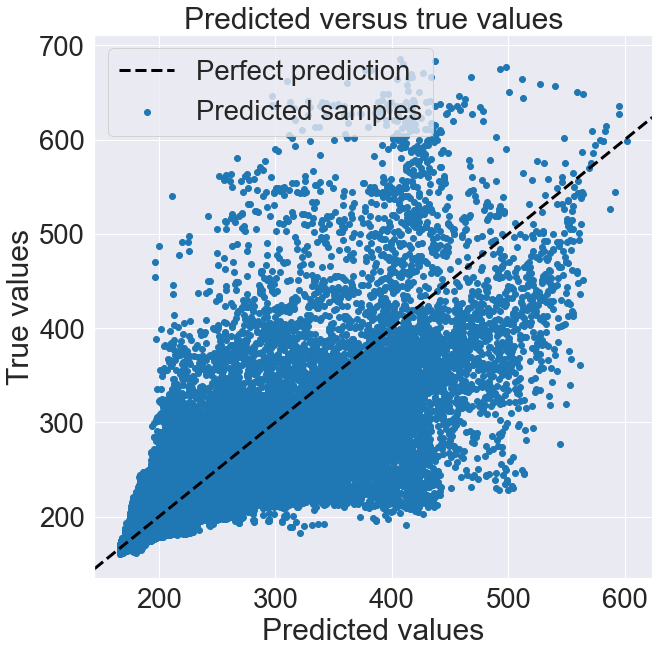 Predicted versus true values
700
600
500
400
300
200
Perfect prediction
Predicted samples
True values
200 300 400 500 600
Predicted values